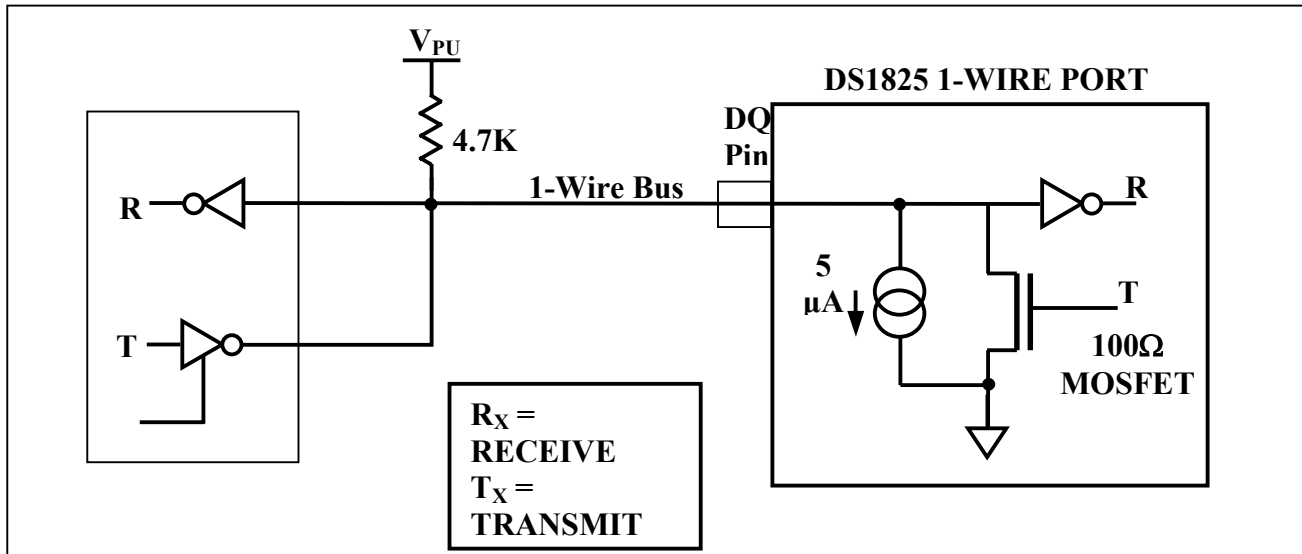 V_PU
DS1825 1-WIRE PORT
4.7K
DQ
Pin
1-Wire Bus
R
R
5
µA
T
T
100Ω
MOSFET
R_X =
RECEIVE
T_X =
TRANSMIT